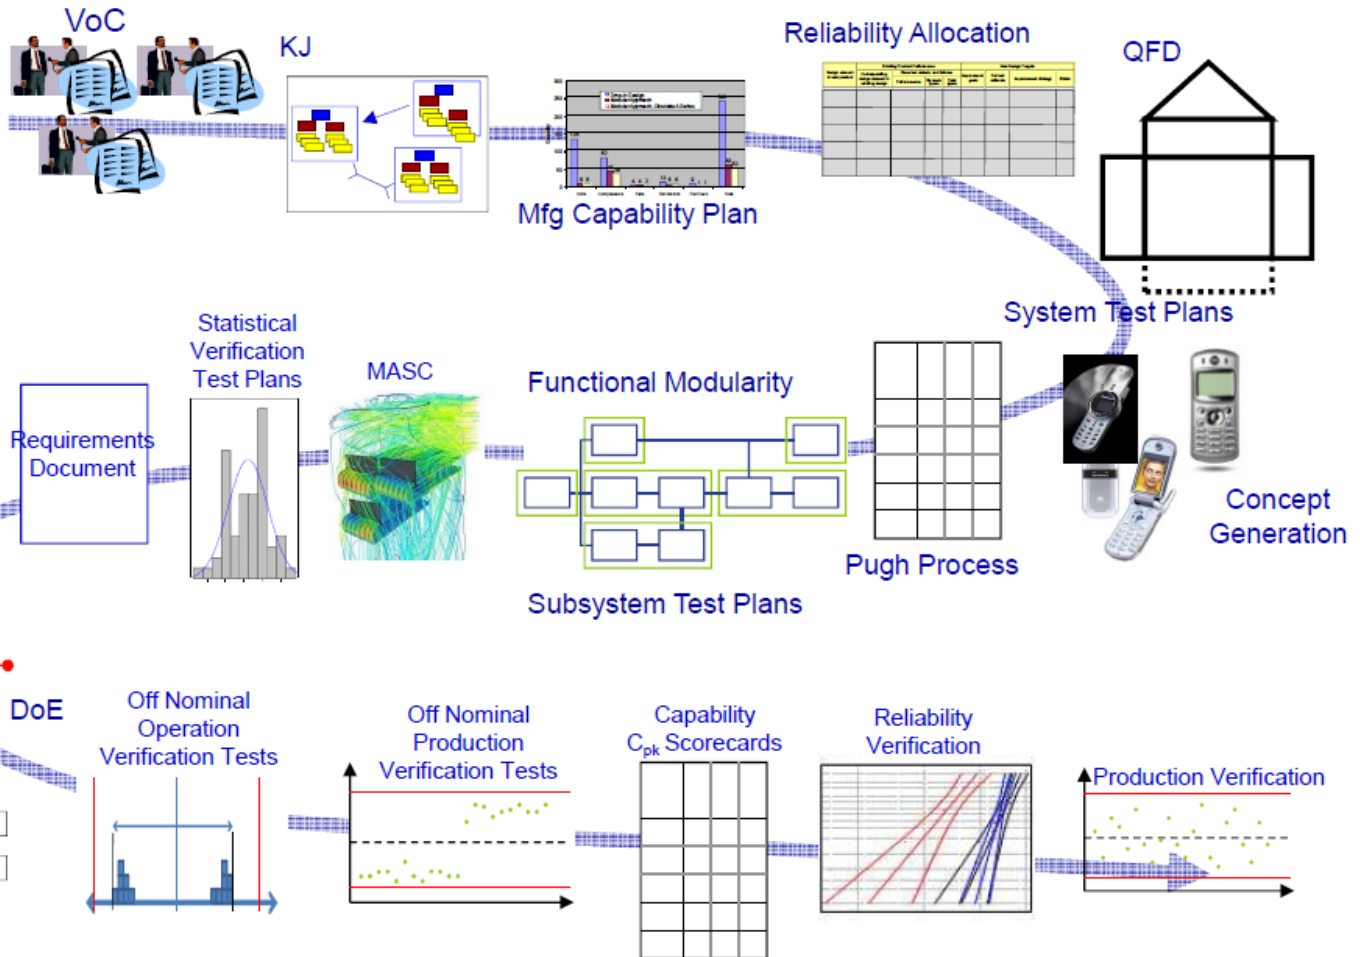 VoC
KJ
Mfg Capability Plan
Reliability Allocation
QFD
System Test Plans
Concept
Generation
Pugh Process
Functional Modularity
Subsystem Test Plans
MASC
Statistical
Verification
Test Plans
Requirements
Document
DoE
Off Nominal
Operation
Verification Tests
Off Nominal
Production
Verification Tests
Capability
Cpk Scorecards
Reliability
Verification
Production Verification